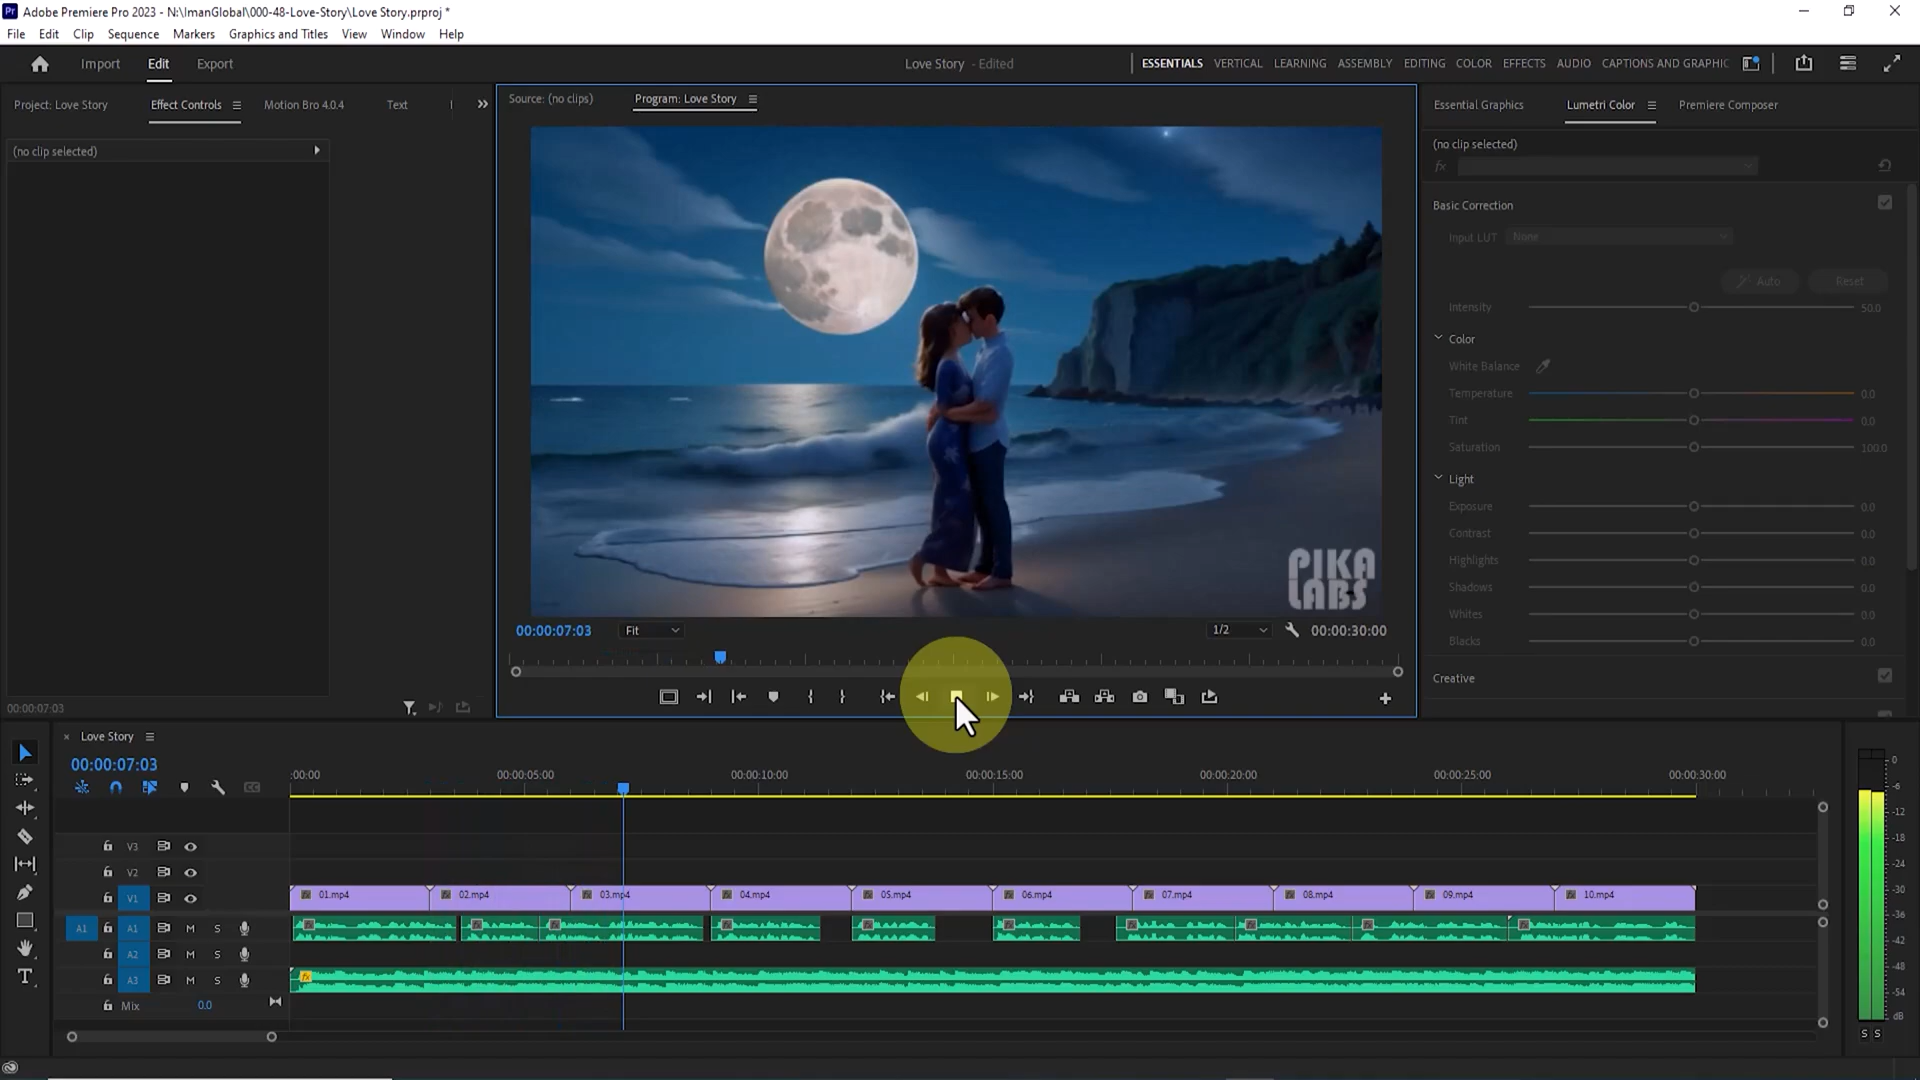 Pr Adobe Premiere Pro 2023 - N:\ImanGlobal\000-48-Love-Story\Love Story.prproj *
File Edit Clip Sequence Markers Graphics and Titles View Window Help
Import Edit Export
Love Story - Edited
ESSENTIALS VERTICAL LEARNING ASSEMBLY EDITING COLOR EFFECTS AUDIO CAPTIONS AND GRAPHIC
Project: Love Story Effect Controls Motion Bro 4.0.4 Text
Source: (no clips) Program: Love Story
Essential Graphics Lumetri Color Premiere Composer
(no clip selected)
(no clip selected)
fx
Basic Correction
Input LUT None
Auto Reset
Intensity 50.0
Color
White Balance
Temperature 0.0
Tint 0.0
Saturation 100.0
Light
Exposure 0.0
Contrast 0.0
Highlights 0.0
Shadows 0.0
Whites 0.0
Blacks 0.0
Creative
PIKA
LABS
00:00:07:03 Fit 1/2 00:00:30:00
00:00:07:03
Love Story
00:00:07:03
:00:00 00:00:05:00 00:00:10:00 00:00:15:00 00:00:20:00 00:00:25:00 00:00:30:00
V3
V2
V1 01.mp4 02.mp4 03.mp4 04.mp4 05.mp4 06.mp4 07.mp4 08.mp4 09.mp4 10.mp4
A1 A1 M S
A2 M S
A3 M S fx
Mix 0.0
0
-6
-12
-18
-24
-30
-36
-42
-48
-54
dB
S S